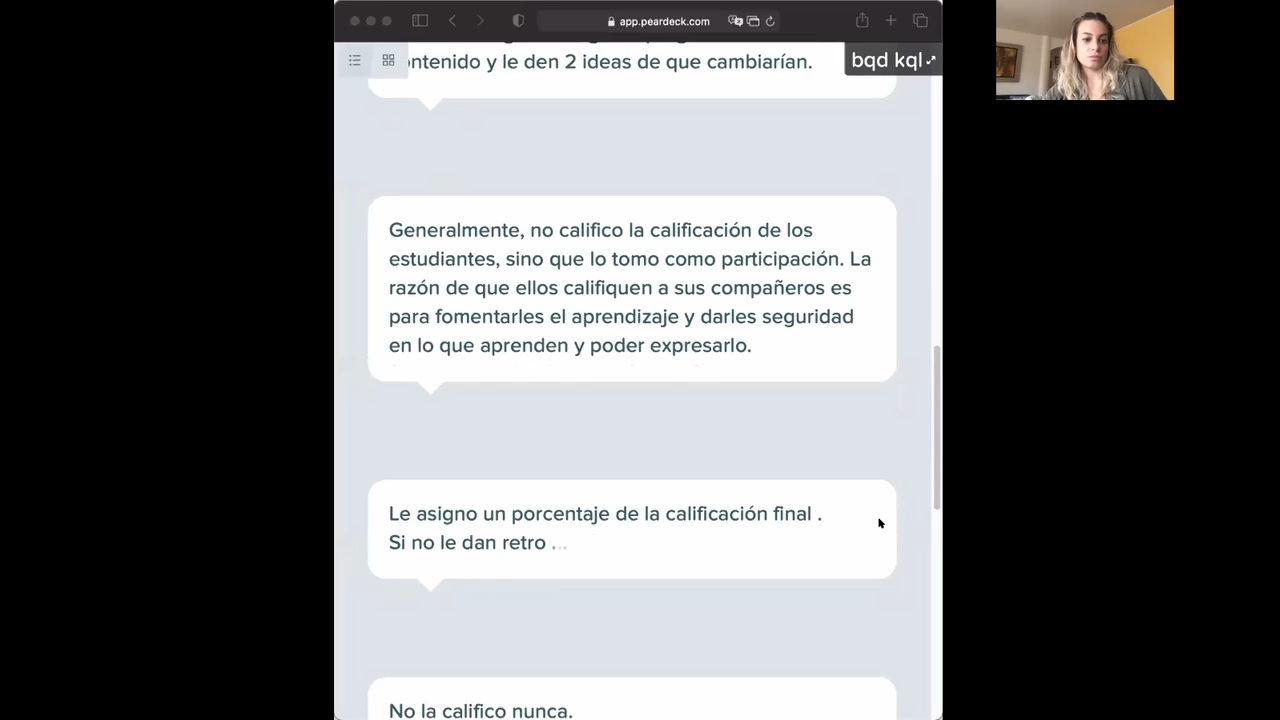 app.peardeck.com
ontenido y le den 2 ideas de que cambiarían.
bqd kql
Generalmente, no califico la calificación de los
estudiantes, sino que lo tomo como participación. La
razón de que ellos califiquen a sus compañeros es
para fomentarles el aprendizaje y darles seguridad
en lo que aprenden y poder expresarlo.
Le asigno un porcentaje de la calificación final .
Si no le dan retro ...
No la califico nunca.